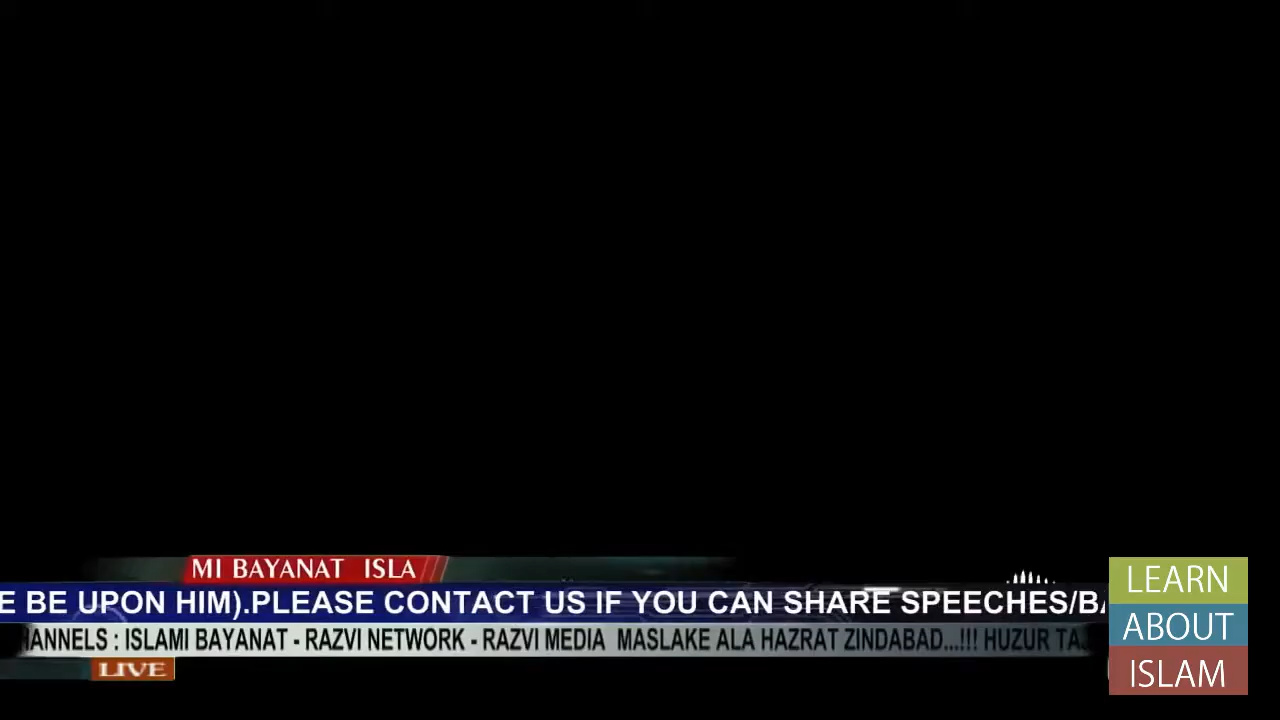 MI BAYANAT ISLA
E BE UPON HIM).PLEASE CONTACT US IF YOU CAN SHARE SPEECHES/BA
HANNELS : ISLAMI BAYANAT - RAZVI NETWORK - RAZVI MEDIA MASLAKE ALA HAZRAT ZINDABAD...!!! HUZUR TAJ
LIVE
LEARN
ABOUT
ISLAM